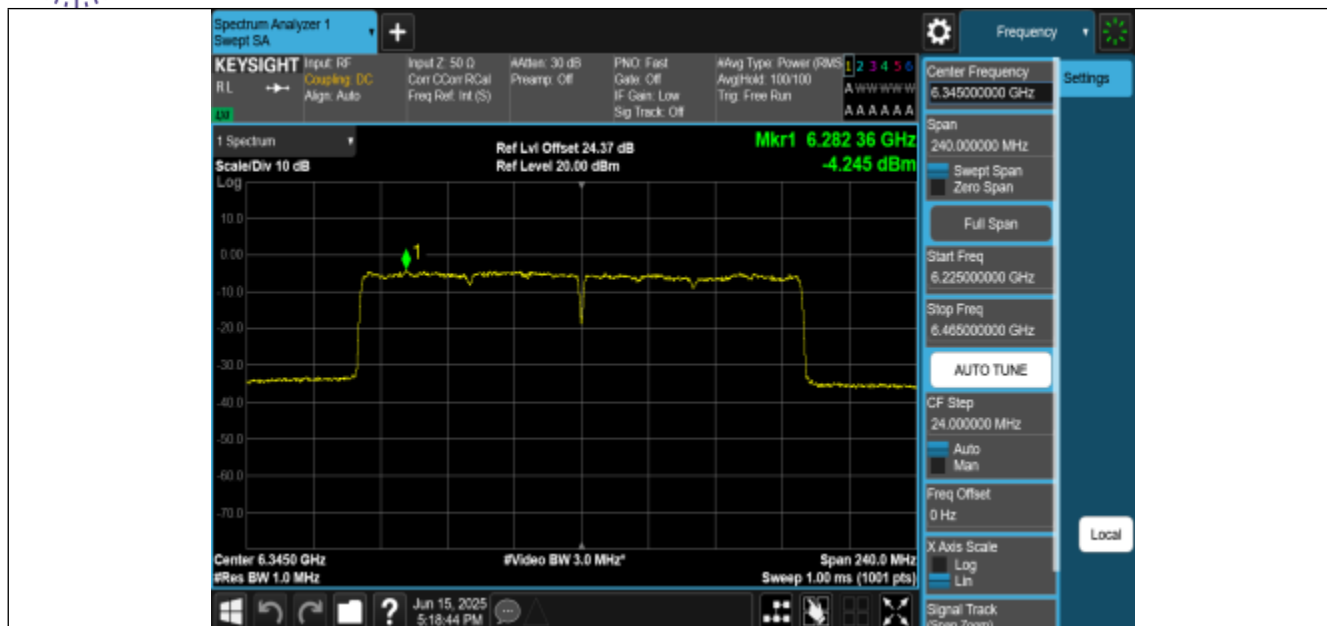 Spectrum Analyzer 1
Swept SA
+
Frequency
KEYSIGHT
RL
Input: RF
Coupling: DC
Align: Auto
Input Z: 50 Ω
Corr CCorr RCal
Freq Ref: Int (S)
#Atten: 30 dB
Preamp: Off
PNO: Fast
Gate: Off
IF Gain: Low
Sig Track: Off
#Avg Type: Power (RMS
Avg|Hold: 100/100
Trig: Free Run
1 2 3 4 5 6
A W W W W W
A A A A A A
1 Spectrum
Scale/Div 10 dB
Log
Ref Lvl Offset 24.37 dB
Ref Level 20.00 dBm
Mkr1 6.282 36 GHz
-4.245 dBm
10.0
0.00
-10.0
-20.0
-30.0
-40.0
-50.0
-60.0
-70.0
1
Center 6.3450 GHz
#Res BW 1.0 MHz
#Video BW 3.0 MHz*
Span 240.0 MHz
Sweep 1.00 ms (1001 pts)
Center Frequency
6.345000000 GHz
Settings
Span
240.000000 MHz
Swept Span
Zero Span
Full Span
Start Freq
6.225000000 GHz
Stop Freq
6.465000000 GHz
AUTO TUNE
CF Step
24.000000 MHz
Auto
Man
Freq Offset
0 Hz
X Axis Scale
Log
Lin
Local
Signal Track
(Span Zoom)
?
Jun 15, 2025
5:18:44 PM